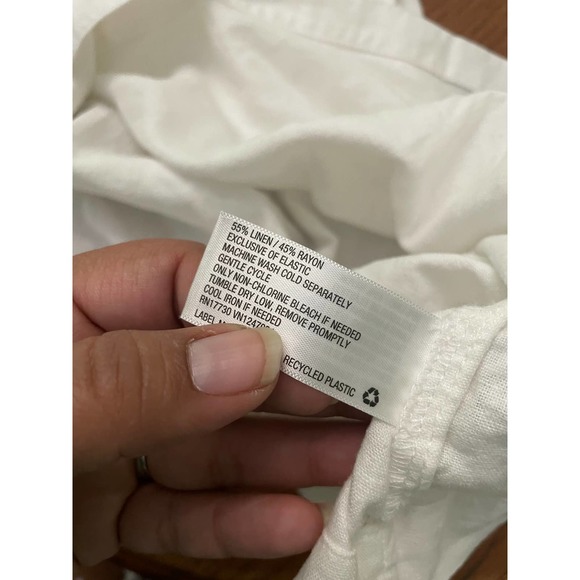 55% LINEN / 45% RAYON
EXCLUSIVE OF ELASTIC
MACHINE WASH COLD SEPARATELY
GENTLE CYCLE
ONLY NON-CHLORINE BLEACH IF NEEDED
TUMBLE DRY LOW, REMOVE PROMPTLY
COOL IRON IF NEEDED
RN17730
LABEL RECYCLED PLASTIC